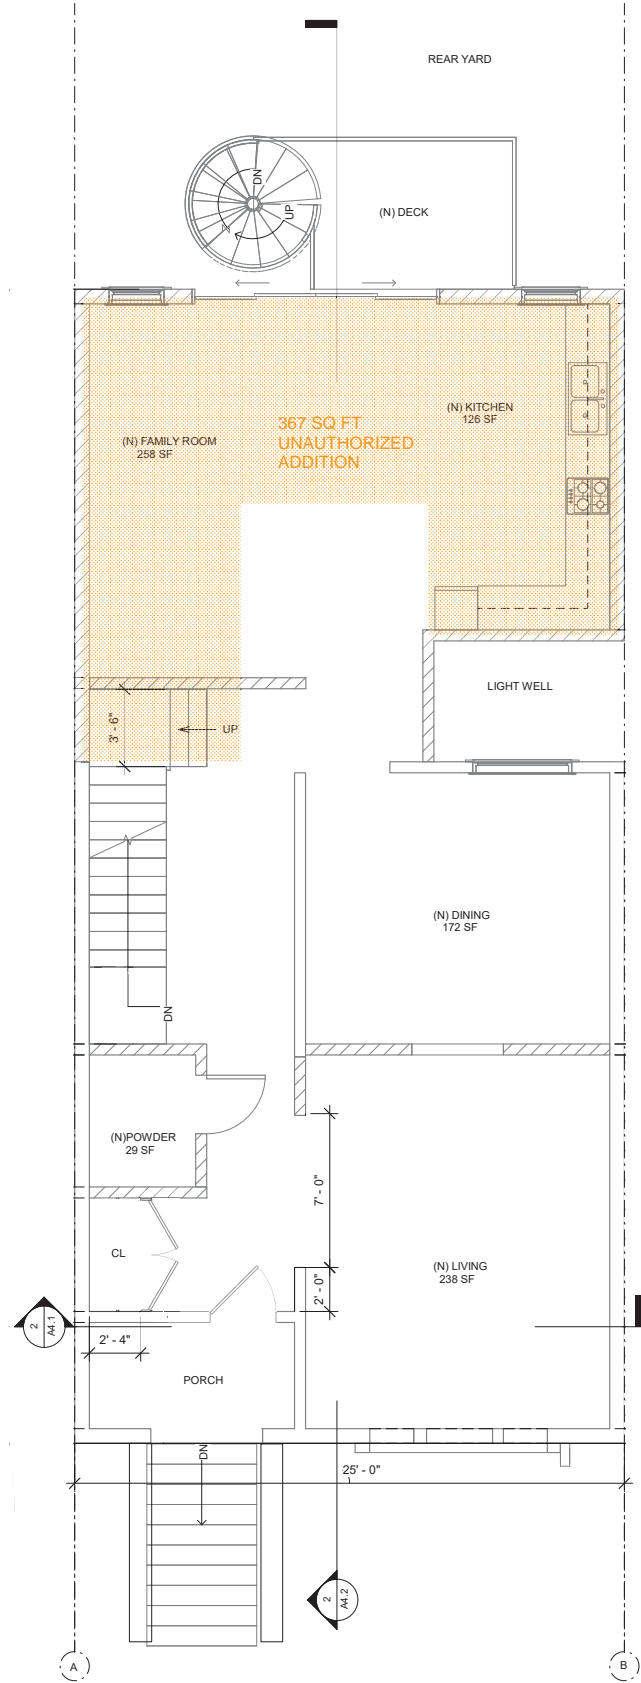 REAR YARD
DN
UP
(N) DECK
(N) KITCHEN
126 SF
367 SQ FT
UNAUTHORIZED
ADDITION
(N) FAMILY ROOM
258 SF
LIGHT WELL
3' - 6"
UP
(N) DINING
172 SF
DN
(N)POWDER
29 SF
7' - 0"
CL
(N) LIVING
238 SF
2' - 0"
2
A4.1
2' - 4"
PORCH
DN
25' - 0"
2
A4.2
A
B